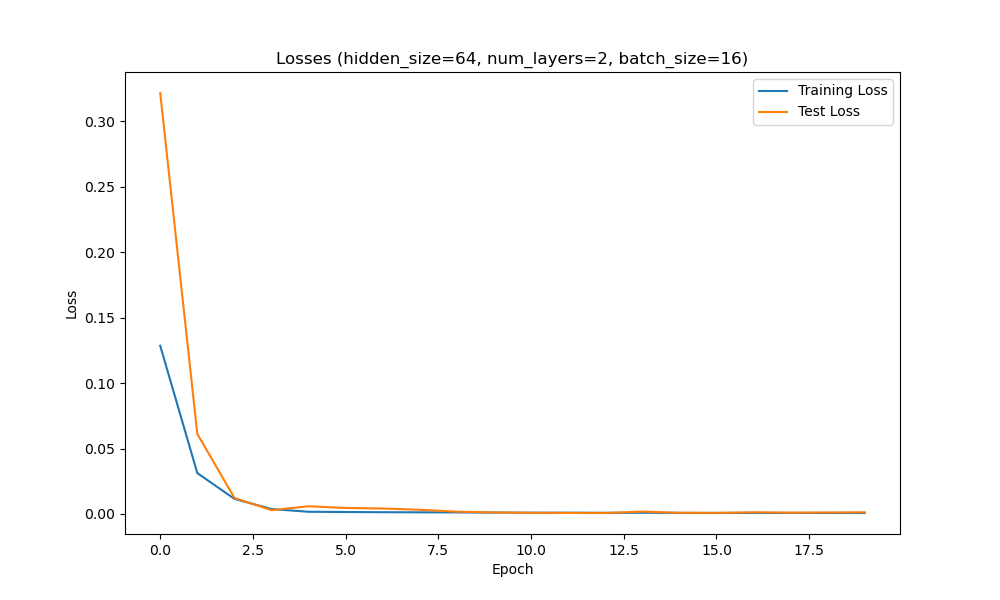 Losses (hidden_size=64, num_layers=2, batch_size=16)
Training Loss
Test Loss
0.30
0.25
0.20
0.15
0.10
0.05
0.00
Loss
0.0 2.5 5.0 7.5 10.0 12.5 15.0 17.5
Epoch